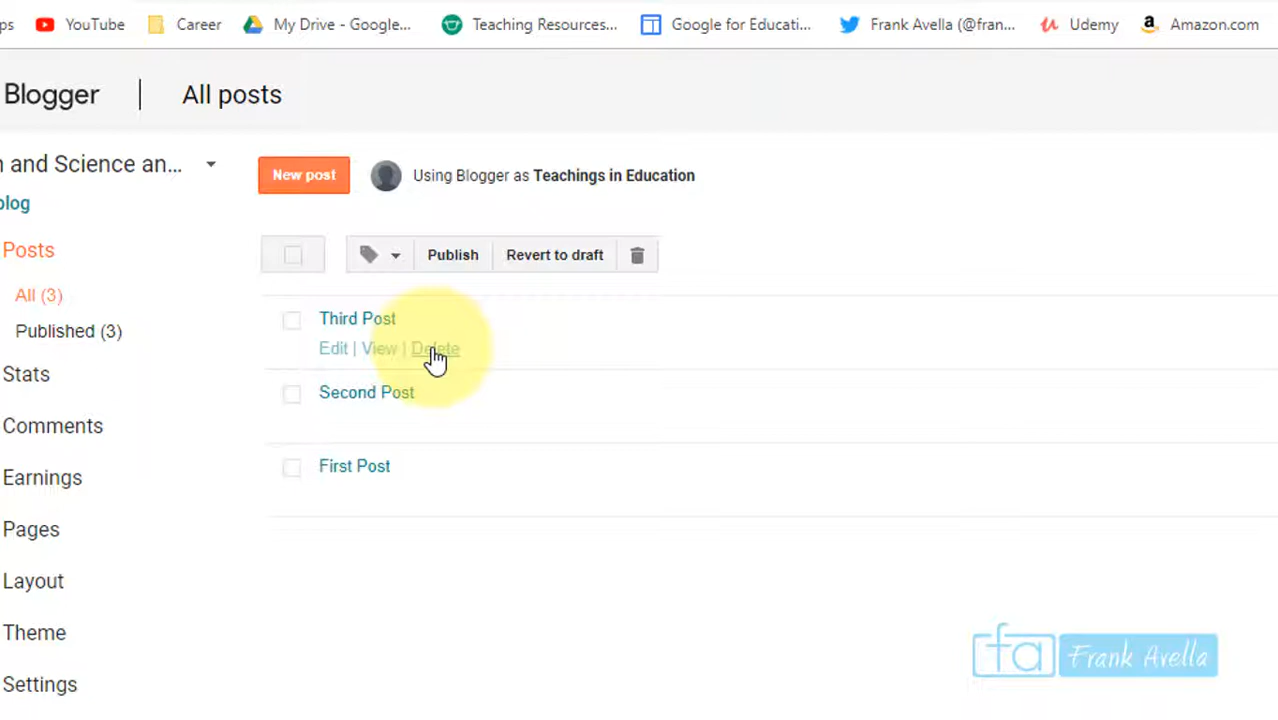 ps YouTube Career My Drive - Google... Teaching Resources... Google for Educati... Frank Avella (@fran... Udemy Amazon.com
Blogger | All posts
n and Science an...
New post Using Blogger as Teachings in Education
blog
Publish Revert to draft
Posts
All (3)
Published (3)
Third Post
Edit | View | Delete
Stats
Second Post
Comments
First Post
Earnings
Pages
Layout
Theme
Settings
fa Frank Avella